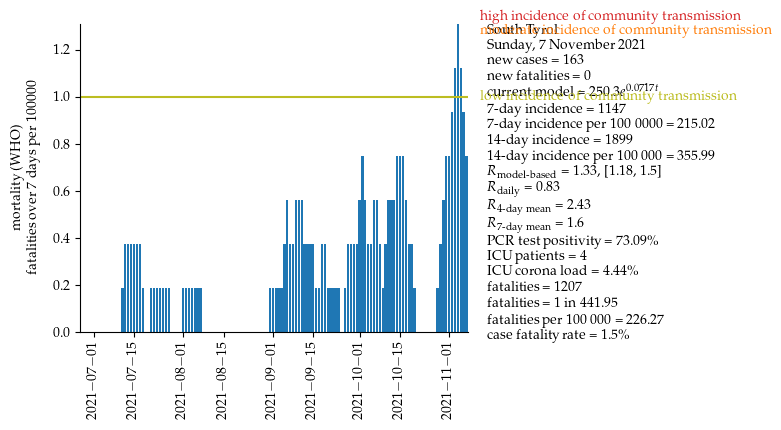 high incidence of community transmission
moderate incidence of community transmission
South Tyrol
Sunday, 7 November 2021
new cases = 163
new fatalities = 0
current model = 250.3e^0.0717t
low incidence of community transmission
7-day incidence = 1147
7-day incidence per 100 0000 = 215.02
14-day incidence = 1899
14-day incidence per 100 000 = 355.99
R model-based = 1.33, [1.18, 1.5]
R daily = 0.83
R 4-day mean = 2.43
R 7-day mean = 1.6
PCR test positivity = 73.09%
ICU patients = 4
ICU corona load = 4.44%
fatalities = 1207
fatalities = 1 in 441.95
fatalities per 100 000 = 226.27
case fatality rate = 1.5%
mortality (WHO)
fatalities over 7 days per 100000
1.2
1.0
0.8
0.6
0.4
0.2
0.0
2021−07−01
2021−07−15
2021−08−01
2021−08−15
2021−09−01
2021−09−15
2021−10−01
2021−10−15
2021−11−01